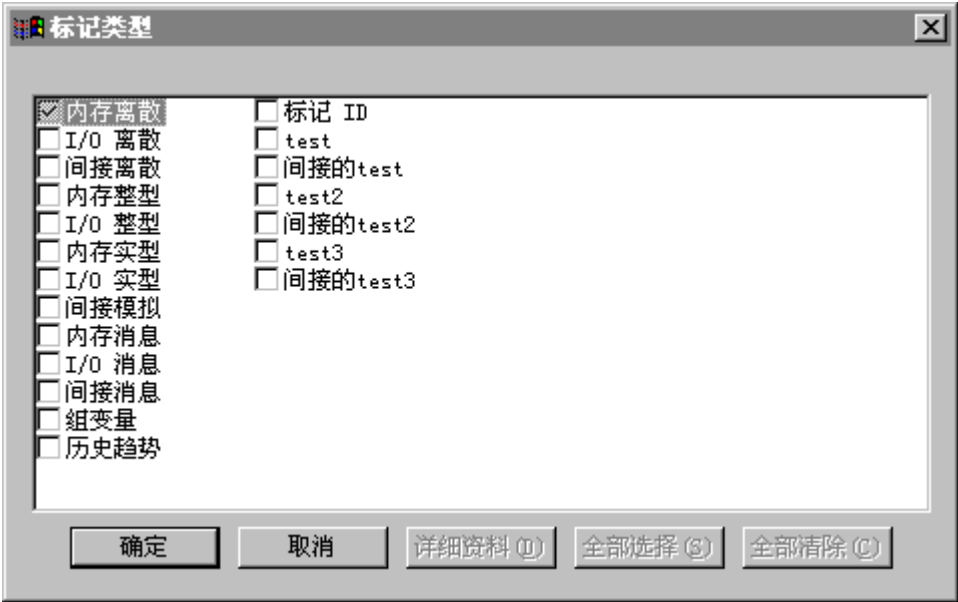 标记类型
内存离散
I/O 离散
间接离散
内存整型
I/O 整型
内存实型
I/O 实型
间接模拟
内存消息
I/O 消息
间接消息
组变量
历史趋势
标记 ID
test
间接的test
test2
间接的test2
test3
间接的test3
确定 取消 详细资料(D) 全部选择(S) 全部清除(C)